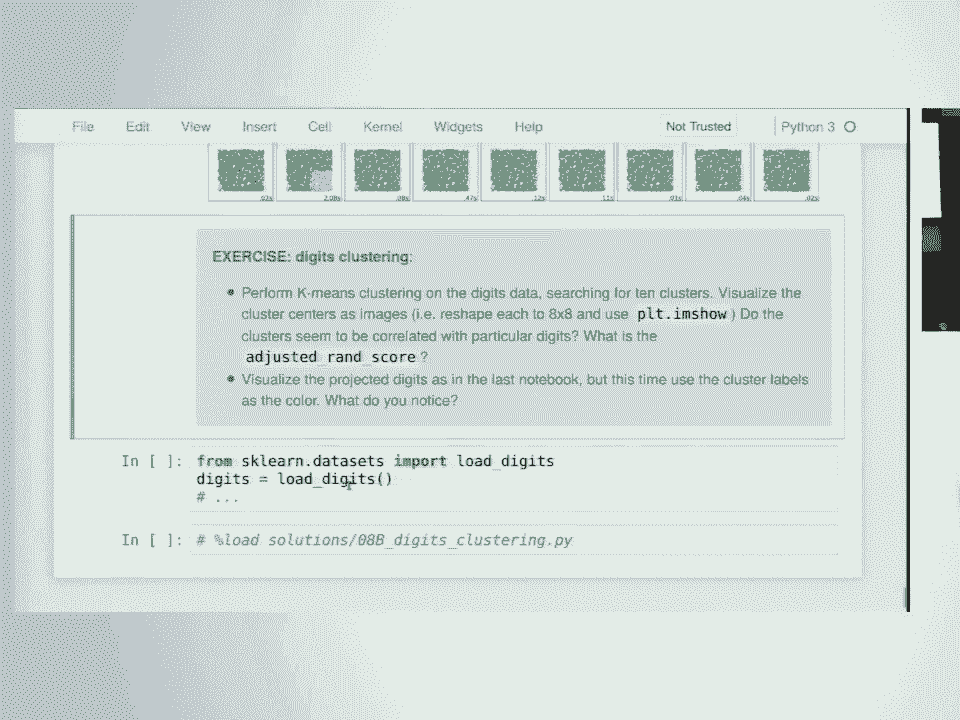 File Edit View Insert Cell Kernel Widgets Help Not Trusted Python 3
.02s 2.08s .08s .47s .12s .11s .03s .04s .02s
EXERCISE: digits clustering:
Perform K-means clustering on the digits data, searching for ten clusters. Visualize the
cluster centers as images (i.e. reshape each to 8x8 and use plt.imshow ) Do the
clusters seem to be correlated with particular digits? What is the
adjusted_rand_score ?
Visualize the projected digits as in the last notebook, but this time use the cluster labels
as the color. What do you notice?
In [ ]: from sklearn.datasets import load_digits
digits = load_digits()
# ...
In [ ]: # %load solutions/08B_digits_clustering.py